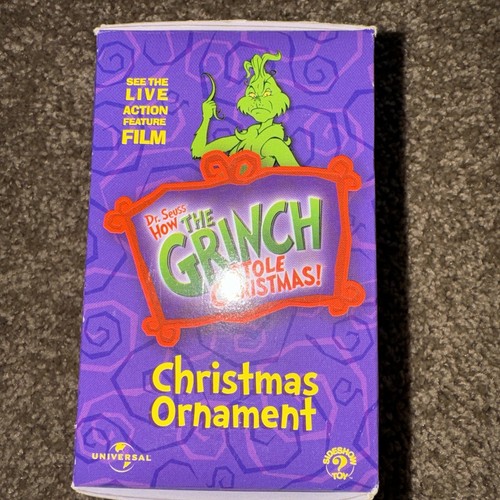 SEE THE
LIVE
ACTION
FEATURE
FILM
Dr. Seuss
HOW THE
GRINCH
STOLE
CHRISTMAS!
Christmas
Ornament
UNIVERSAL
SIDESHOW
TOY